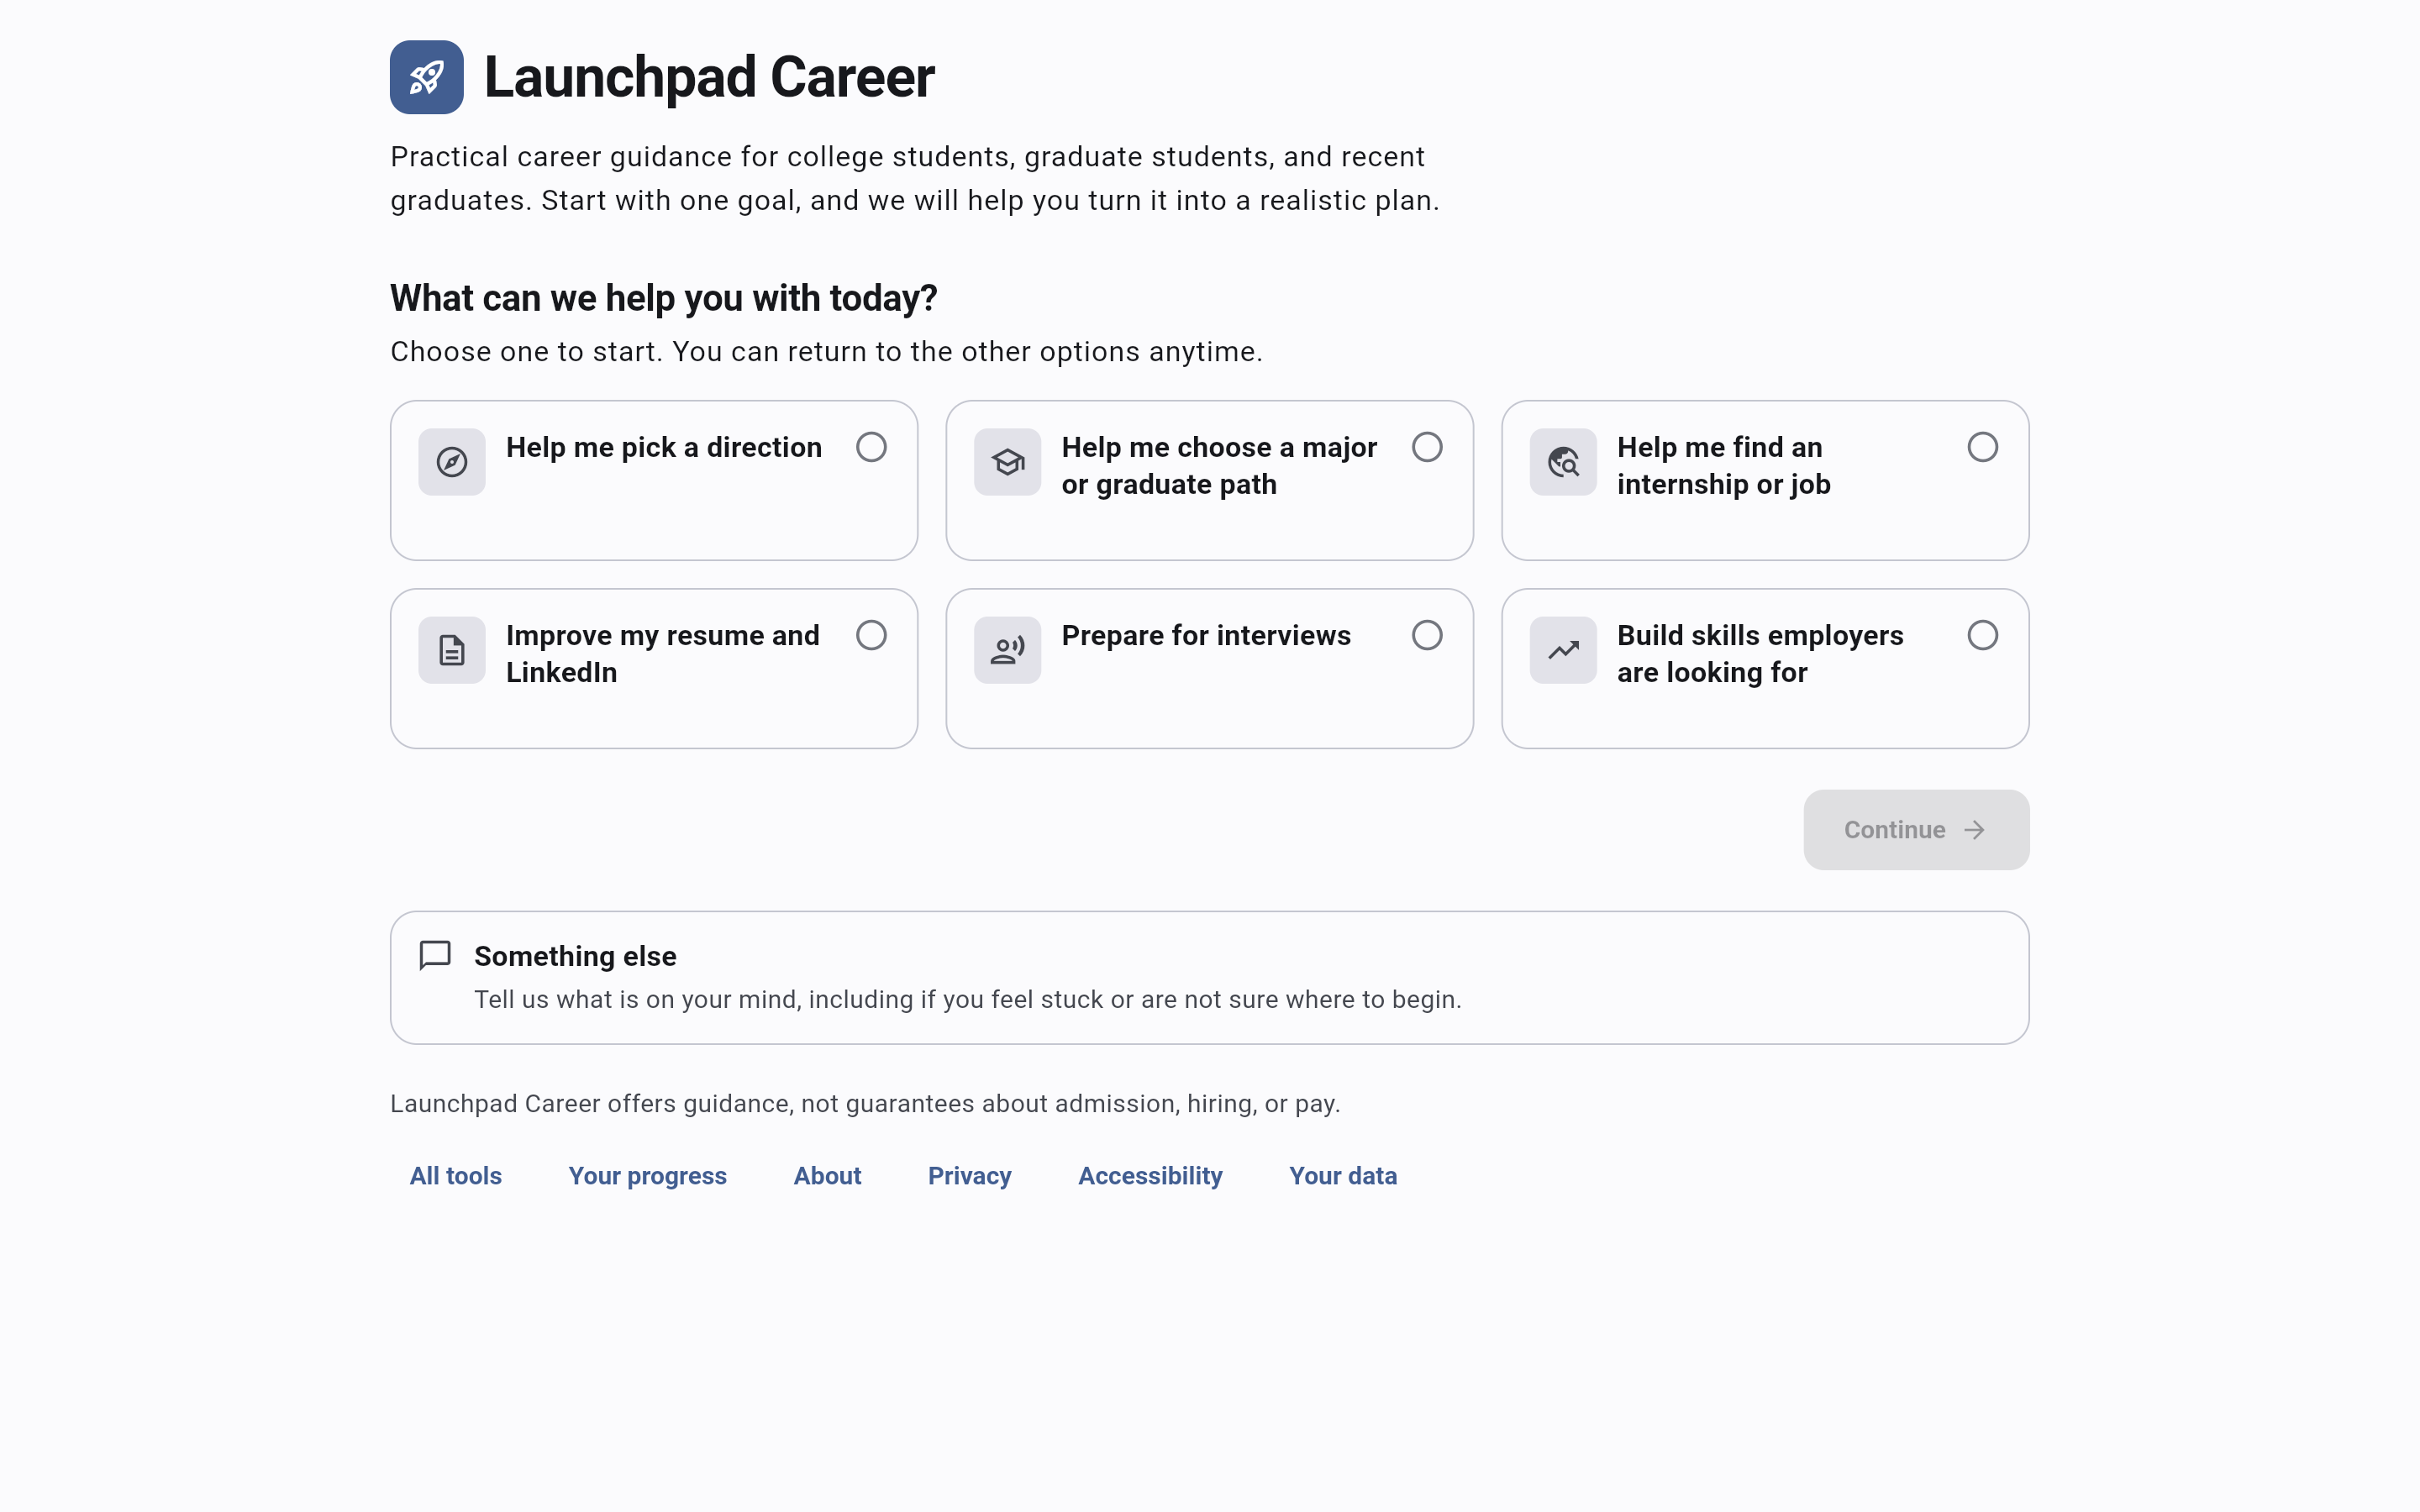 Launchpad Career
Practical career guidance for college students, graduate students, and recent
graduates. Start with one goal, and we will help you turn it into a realistic plan.
What can we help you with today?
Choose one to start. You can return to the other options anytime.
Help me pick a direction
Help me choose a major
or graduate path
Help me find an
internship or job
Improve my resume and
LinkedIn
Prepare for interviews
Build skills employers
are looking for
Continue
Something else
Tell us what is on your mind, including if you feel stuck or are not sure where to begin.
Launchpad Career offers guidance, not guarantees about admission, hiring, or pay.
All tools Your progress About Privacy Accessibility Your data